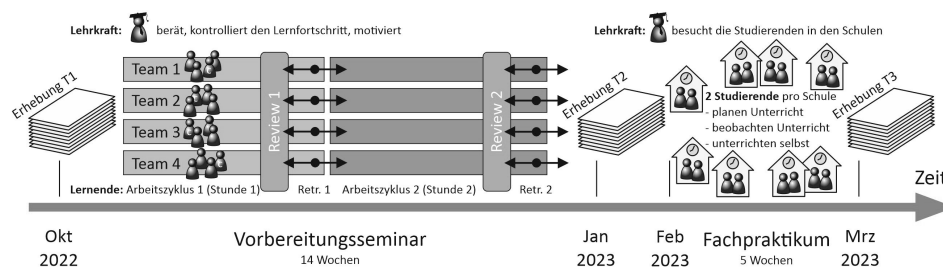 Lehrkraft: berät, kontrolliert den Lernfortschritt, motiviert
Lehrkraft: besucht die Studierenden in den Schulen
Erhebung T1
Team 1
Team 2
Team 3
Team 4
Review 1
Review 2
Erhebung T2
2 Studierende pro Schule
- planen Unterricht
- beobachten Unterricht
- unterrichten selbst
Erhebung T3
Lernende: Arbeitszyklus 1 (Stunde 1) Retr. 1 Arbeitszyklus 2 (Stunde 2) Retr. 2
Zeit
Okt Vorbereitungsseminar Jan Feb Fachpraktikum Mrz
2022 14 Wochen 2023 2023 5 Wochen 2023